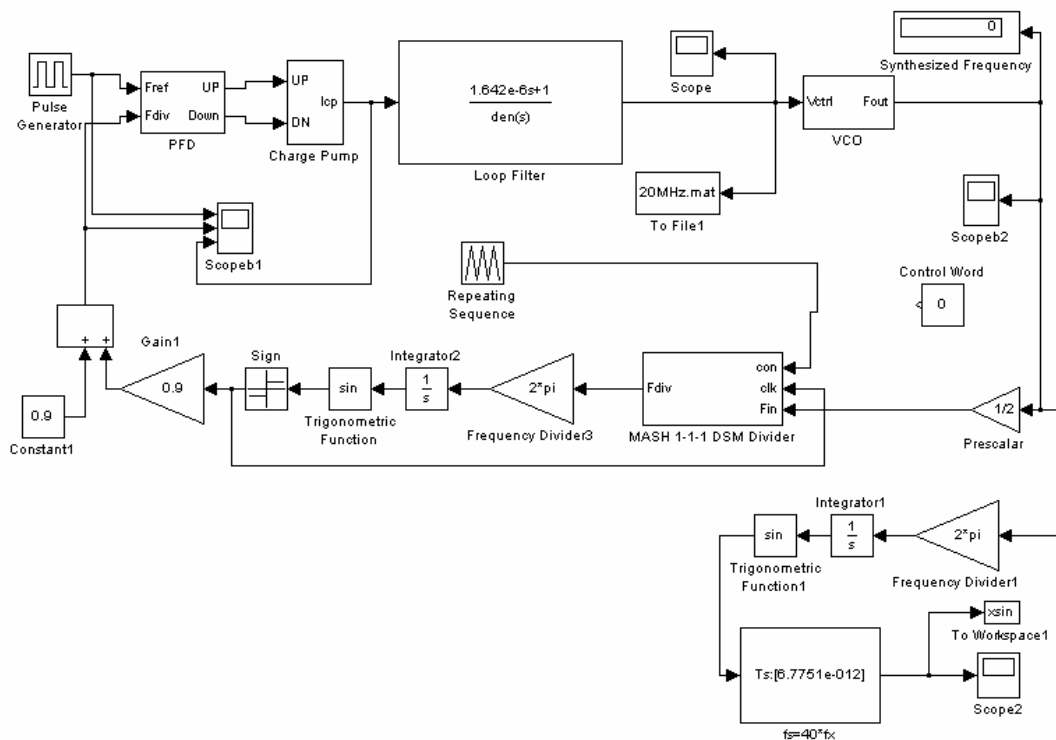 Pulse
Generator
Fref
Fdiv
UP
Down
PFD
UP
DN
Icp
Charge Pump
1.642e-6s+1
den(s)
Loop Filter
Scope
20MHz.mat
To File1
Vctrl
Fout
VCO
0
Synthesized Frequency
Scopeb1
Scopeb2
Repeating
Sequence
Control Word
0
+
+
Gain1
0.9
0.9
Constant1
Sign
sin
Trigonometric
Function
Integrator2
1
s
2*pi
Frequency Divider3
Fdiv
con
clk
Fin
MASH 1-1-1 DSM Divider
1/2
Prescalar
Integrator1
sin
Trigonometric
Function1
1
s
2*pi
Frequency Divider1
Ts:[6.7751e-012]
fs=40*fx
xsin
To Workspace1
Scope2